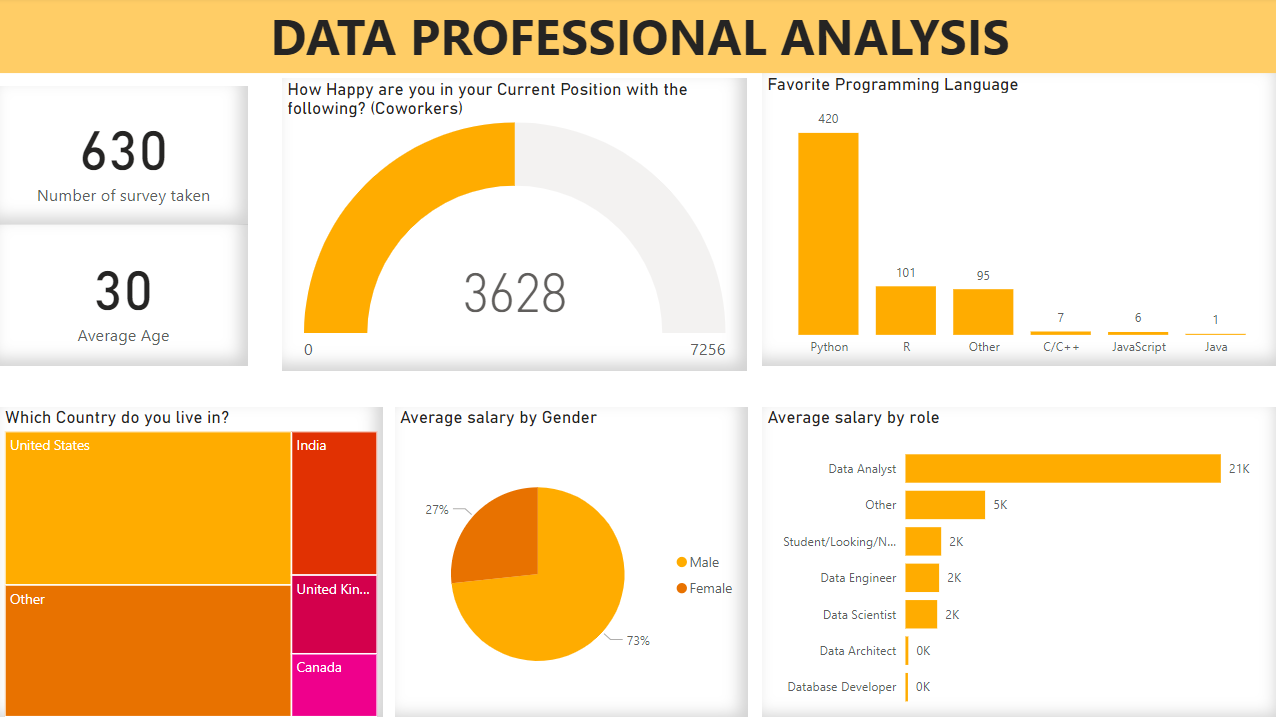 DATA PROFESSIONAL ANALYSIS
630
Number of survey taken
30
Average Age
How Happy are you in your Current Position with the
following? (Coworkers)
3628
0
7256
Favorite Programming Language
420
101
95
7
6
1
Python
R
Other
C/C++
JavaScript
Java
Which Country do you live in?
United States
India
Other
United Kin...
Canada
Average salary by Gender
27%
73%
Male
Female
Average salary by role
Data Analyst
21K
Other
5K
Student/Looking/N...
2K
Data Engineer
2K
Data Scientist
2K
Data Architect
0K
Database Developer
0K